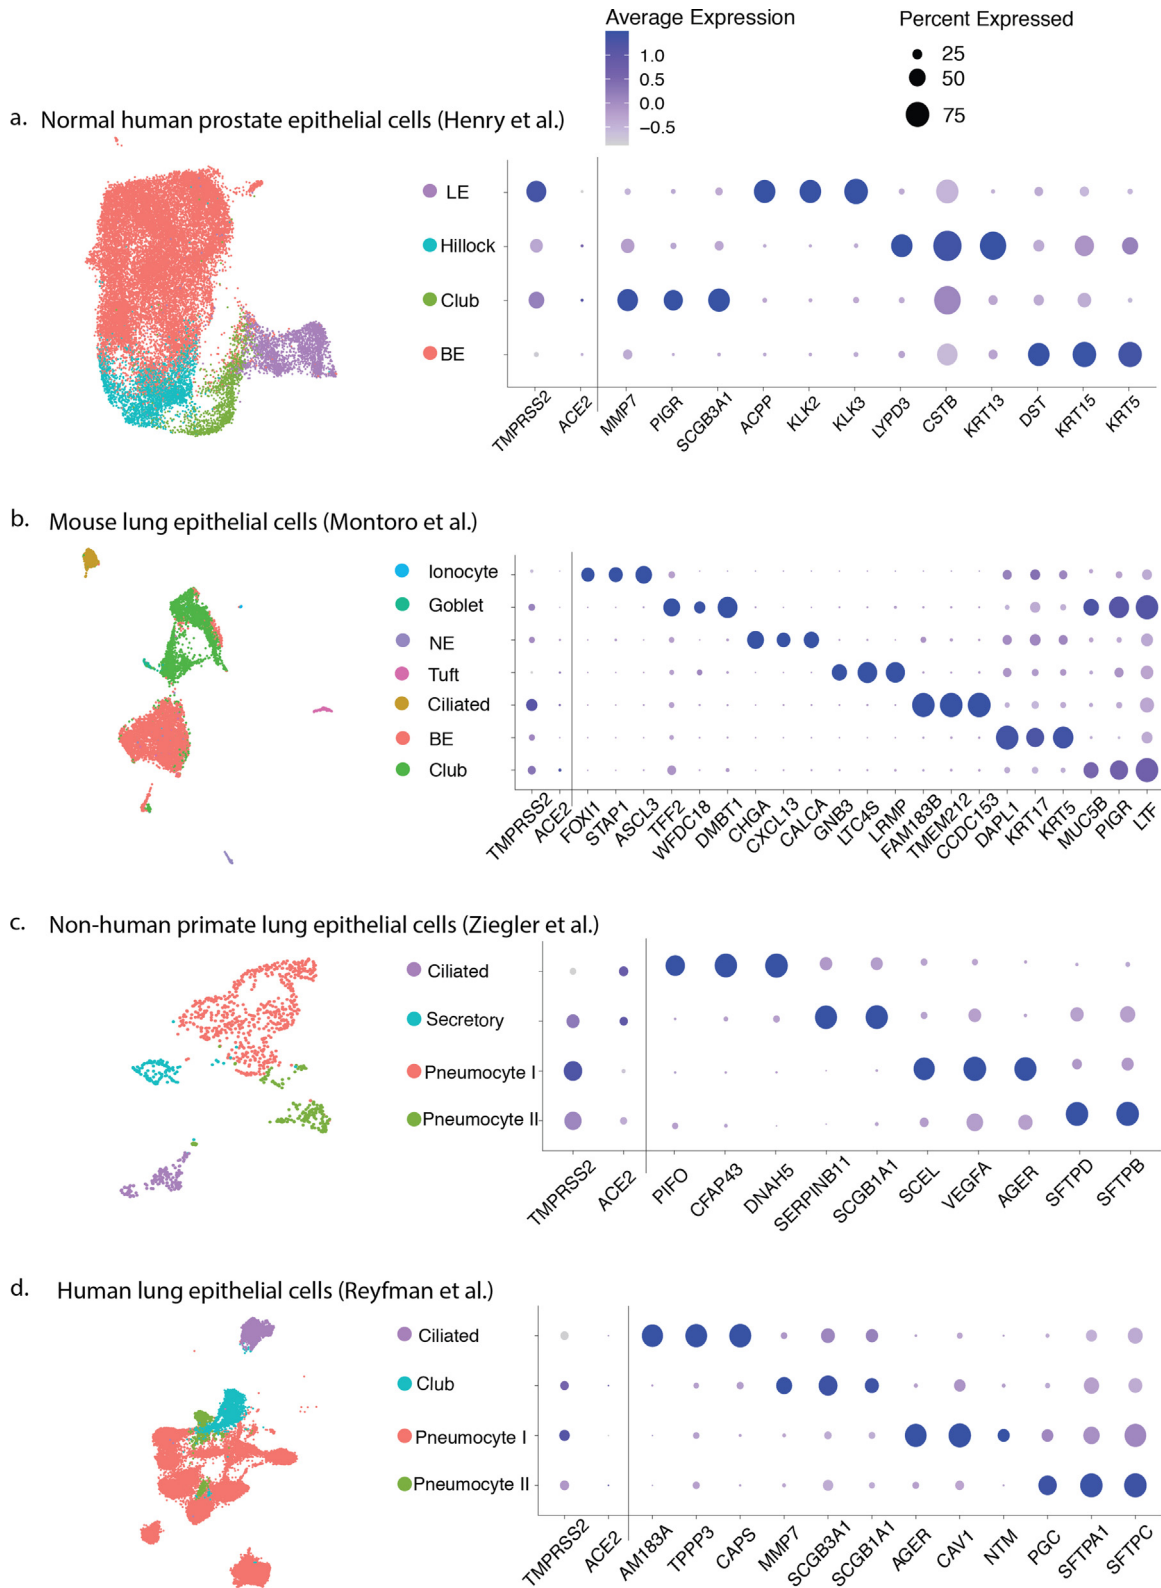 Average Expression
1.0
0.5
0.0
−0.5
Percent Expressed
25
50
75
a. Normal human prostate epithelial cells (Henry et al.)
LE
Hillock
Club
BE
TMPRSS2 ACE2 MMP7 PIGR SCGB3A1 ACPP KLK2 KLK3 LYPD3 CSTB KRT13 DST KRT15 KRT5
b. Mouse lung epithelial cells (Montoro et al.)
Ionocyte
Goblet
NE
Tuft
Ciliated
BE
Club
TMPRSS2 ACE2 FOXI1 STAP1 ASCL3 TFF2 WFDC18 DMBT1 CHGA CXCL13 CALCA GNB3 LTC4S LRMP FAM183B TMEM212 CCDC153 DAPL1 KRT17 KRT5 MUC5B PIGR LTF
c. Non-human primate lung epithelial cells (Ziegler et al.)
Ciliated
Secretory
Pneumocyte I
Pneumocyte II
TMPRSS2 ACE2 PIFO CFAP43 DNAH5 SERPINB11 SCGB1A1 SCEL VEGFA AGER SFTPD SFTPB
d. Human lung epithelial cells (Reyfman et al.)
Ciliated
Club
Pneumocyte I
Pneumocyte II
TMPRSS2 ACE2 AM183A TPPP3 CAPS MMP7 SCGB3A1 SCGB1A1 AGER CAV1 NTM PGC SFTPA1 SFTPC